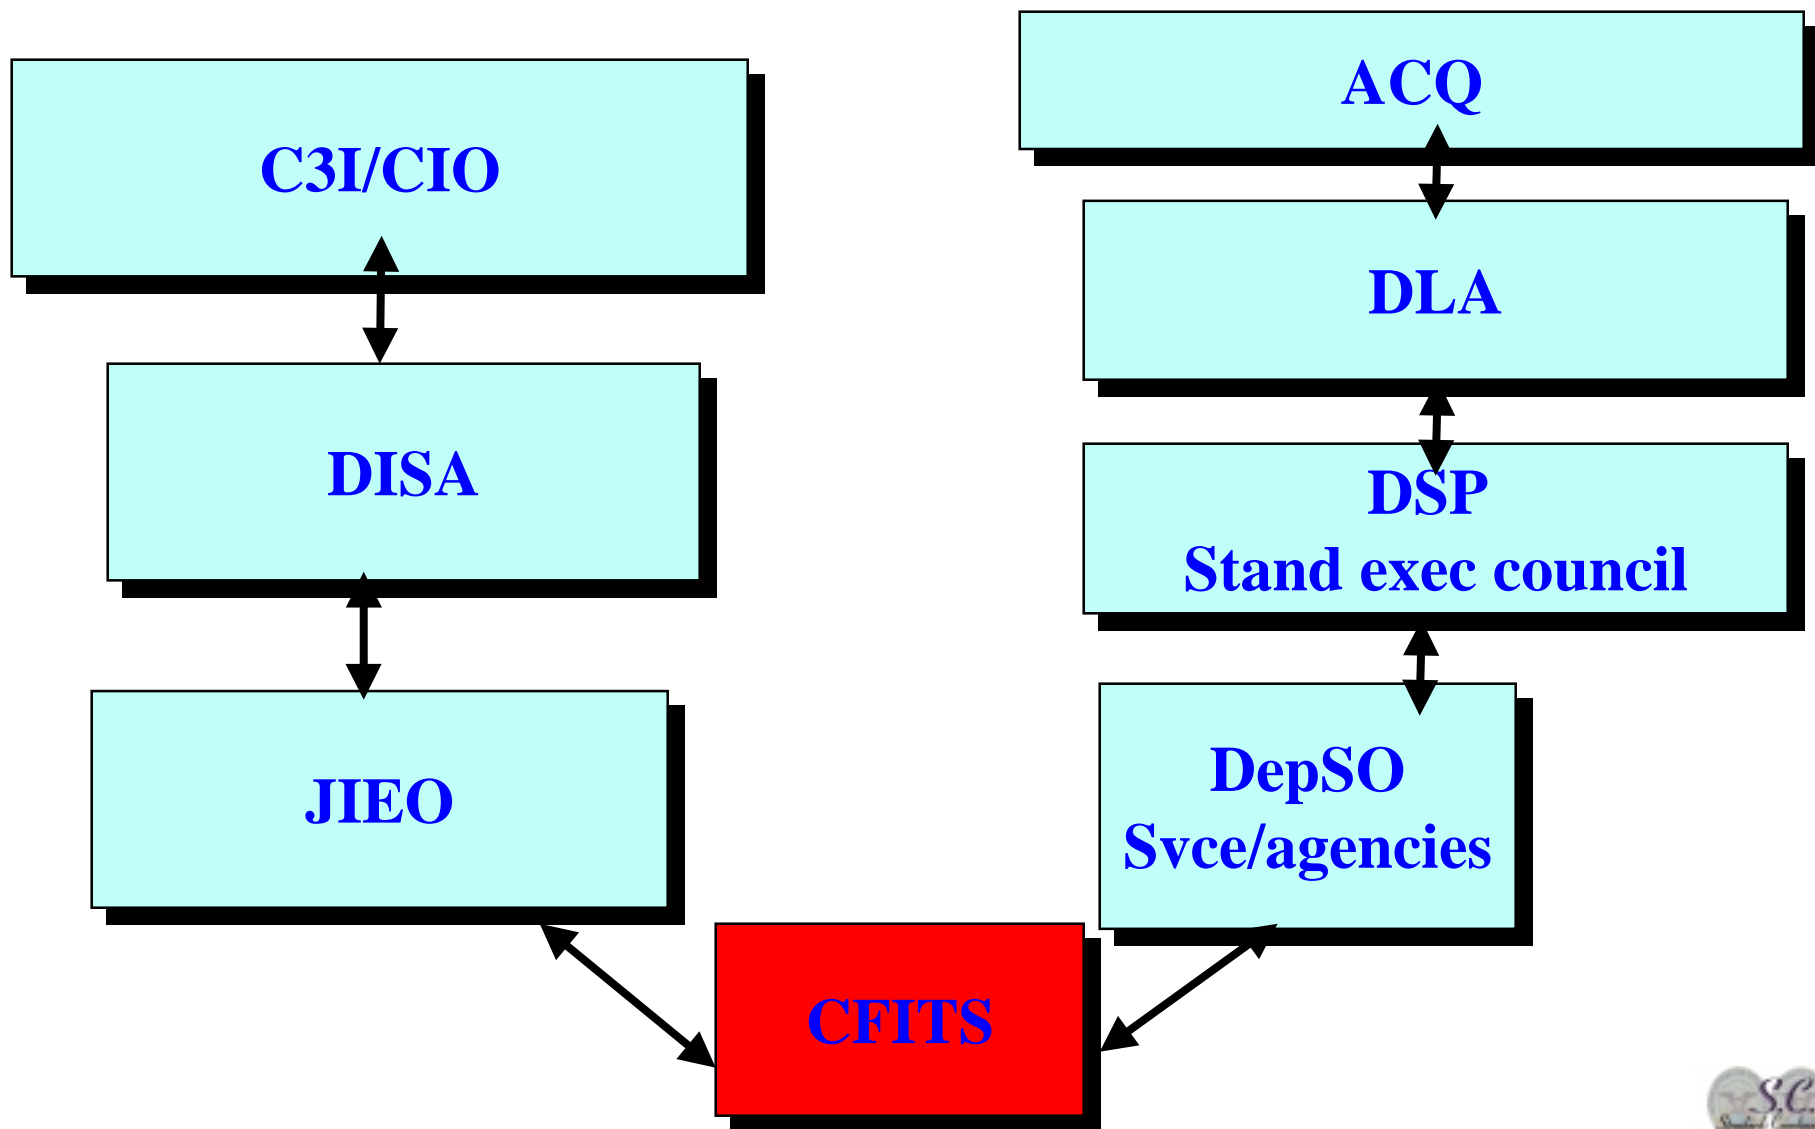 C3I/CIO
DISA
JIEO
ACQ
DLA
DSP
Stand exec council
DepSO
Svce/agencies
CFITS
S.C.